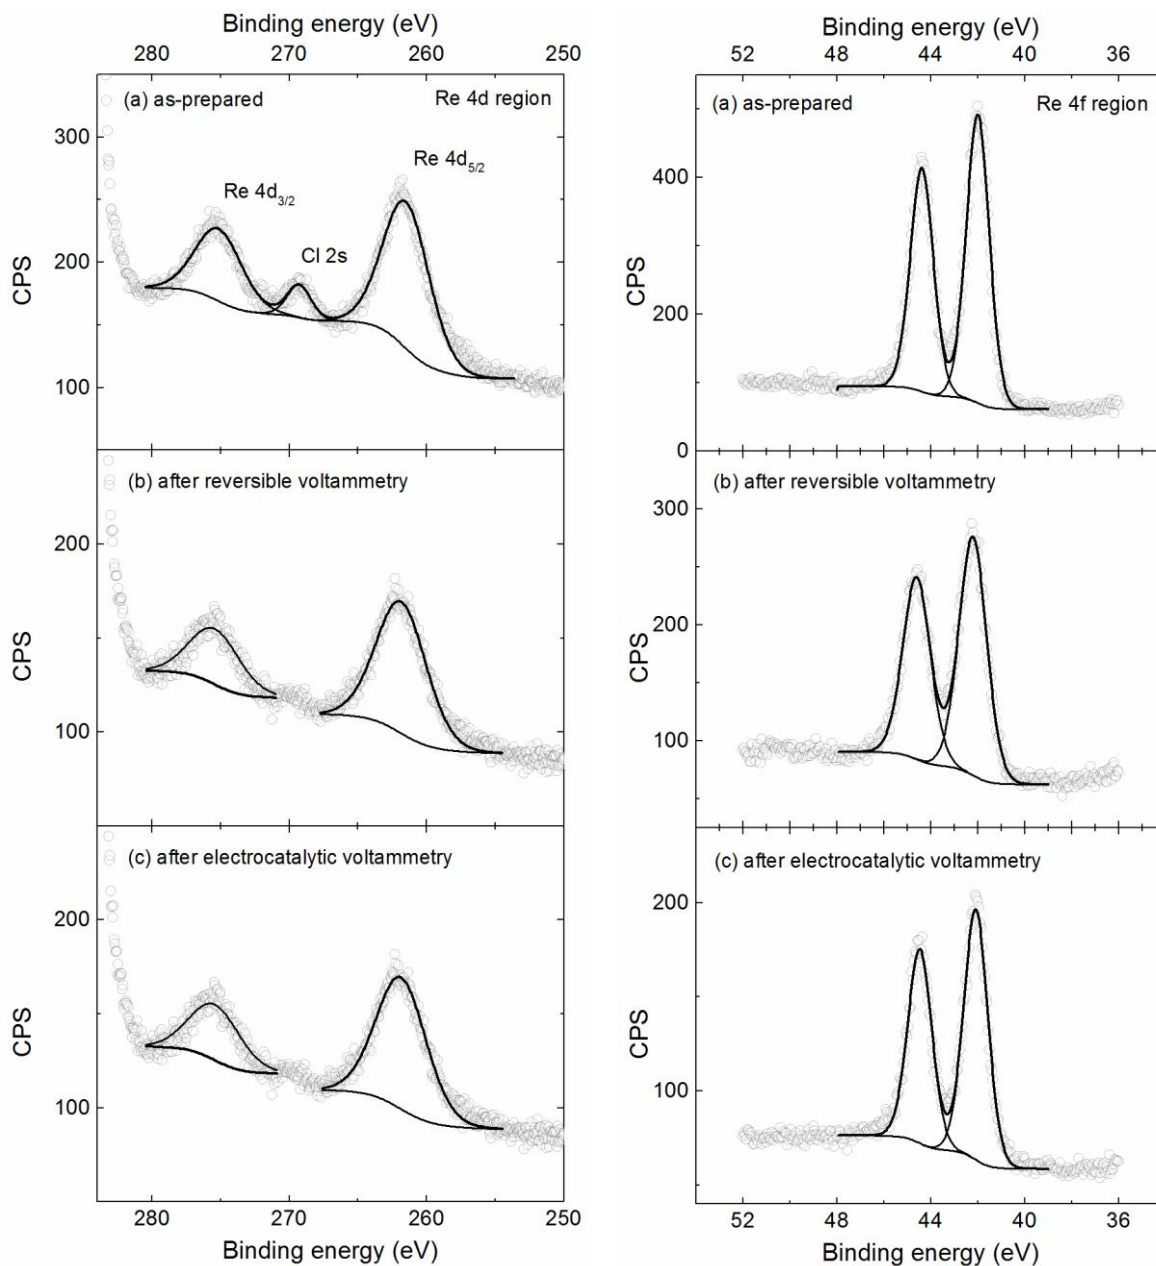 Binding energy (eV)
280 270 260 250
(a) as-prepared
Re 4d region
Re 4d5/2
Re 4d3/2
Cl 2s
300
200
100
CPS
(b) after reversible voltammetry
200
100
CPS
(c) after electrocatalytic voltammetry
200
100
CPS
280 270 260 250
Binding energy (eV)
Binding energy (eV)
52 48 44 40 36
(a) as-prepared
Re 4f region
400
200
0
CPS
(b) after reversible voltammetry
300
200
100
CPS
(c) after electrocatalytic voltammetry
200
100
CPS
52 48 44 40 36
Binding energy (eV)